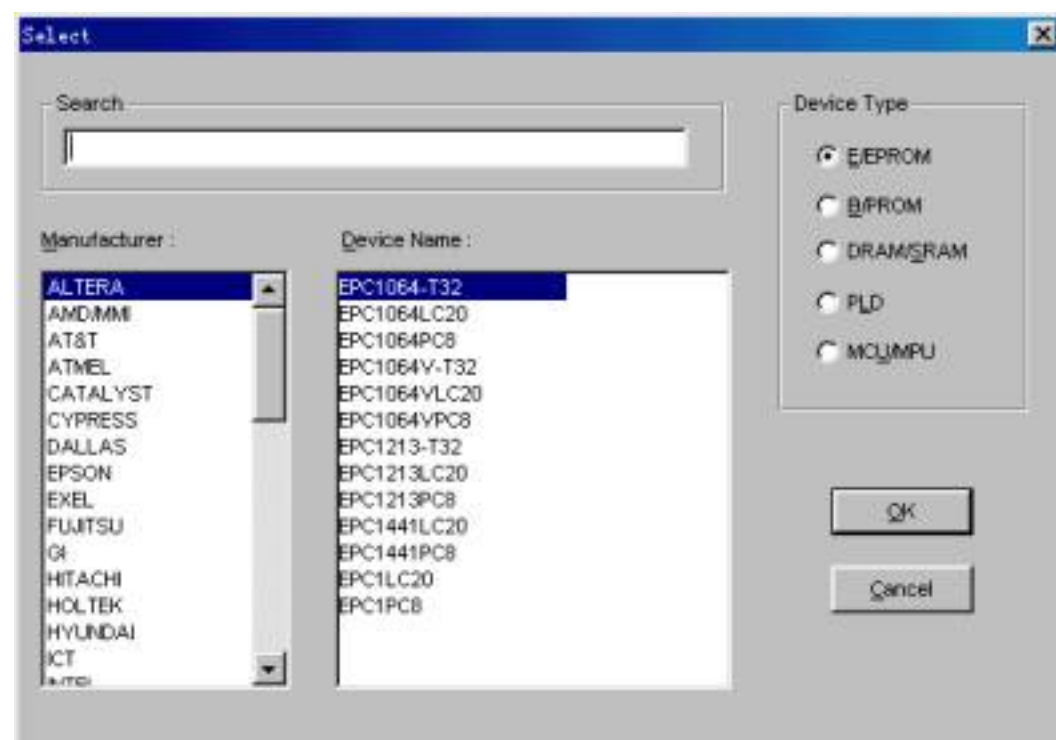 Select
Search
Device Type
E/EPROM
B/PROM
DRAM/SRAM
PLD
MCU/MPU
Manufacturer :
ALTERA
AMD/MMI
AT&T
ATMEL
CATALYST
CYPRESS
DALLAS
EPSON
EXEL
FUJITSU
GI
HITACHI
HOLTEK
HYUNDAI
ICT
INTEL
Device Name :
EPC1064-T32
EPC1064LC20
EPC1064PC8
EPC1064V-T32
EPC1064VLC20
EPC1064VPC8
EPC1213-T32
EPC1213LC20
EPC1213PC8
EPC1441LC20
EPC1441PC8
EPC1LC20
EPC1PC8
OK
Cancel